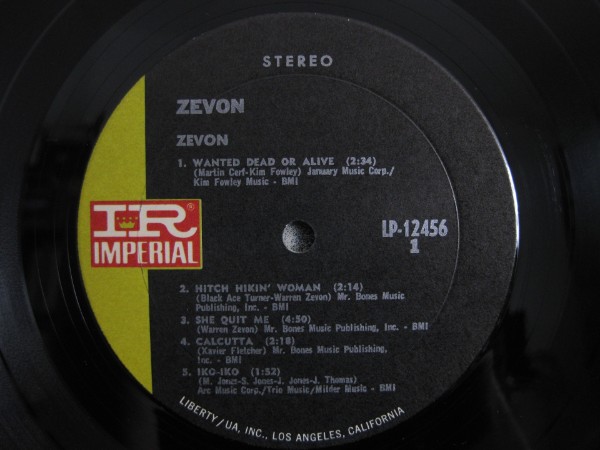 STEREO
ZEVON
ZEVON
1. WANTED DEAD OR ALIVE (2:34)
(Martin Cerf-Kim Fowley) January Music Corp./
Kim Fowley Music - BMI
IR®
IMPERIAL
LP-12456
1
2. HITCH HIKIN' WOMAN (2:14)
(Black Ace Turner-Warren Zevon) Mr. Bones Music
Publishing, Inc. - BMI
3. SHE QUIT ME (4:50)
(Warren Zevon) Mr. Bones Music Publishing, Inc. - BMI
4. CALCUTTA (2:18)
(Xavier Fletcher) Mr. Bones Music Publishing,
Inc. - BMI
5. IKO-IKO (1:52)
(M. Jones-S. Jones-J. Jones-J. Thomas)
Arc Music Corp./Trio Music/Milder Music - BMI
LIBERTY/UA, INC., LOS ANGELES, CALIFORNIA